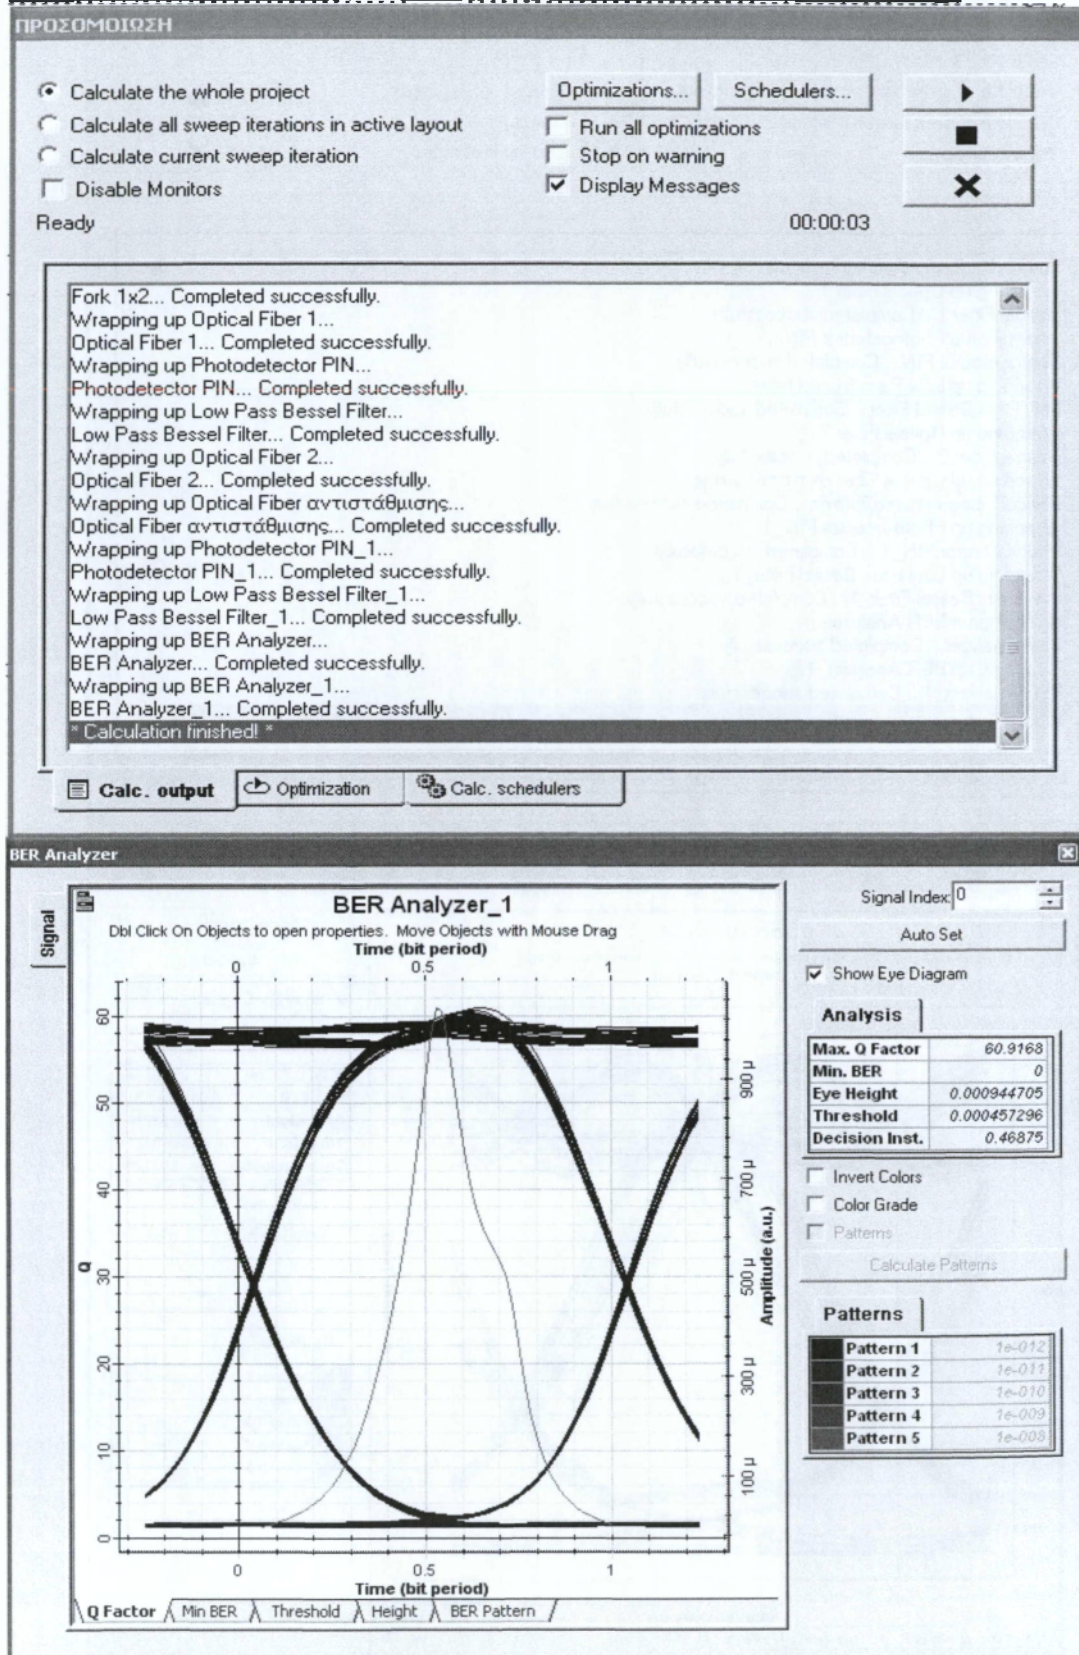 ΠΡΟΣΟΜΟΙΩΣΗ
Calculate the whole project
Calculate all sweep iterations in active layout
Calculate current sweep iteration
Disable Monitors
Optimizations...
Schedulers...
Run all optimizations
Stop on warning
Display Messages
Ready
00:00:03
Fork 1x2... Completed successfully.
Wrapping up Optical Fiber 1...
Optical Fiber 1... Completed successfully.
Wrapping up Photodetector PIN...
Photodetector PIN... Completed successfully.
Wrapping up Low Pass Bessel Filter...
Low Pass Bessel Filter... Completed successfully.
Wrapping up Optical Fiber 2...
Optical Fiber 2... Completed successfully.
Wrapping up Optical Fiber αντιστάθμισης...
Optical Fiber αντιστάθμισης... Completed successfully.
Wrapping up Photodetector PIN_1...
Photodetector PIN_1... Completed successfully.
Wrapping up Low Pass Bessel Filter_1...
Low Pass Bessel Filter_1... Completed successfully.
Wrapping up BER Analyzer...
BER Analyzer... Completed successfully.
Wrapping up BER Analyzer_1...
BER Analyzer_1... Completed successfully.
* Calculation finished! *
Calc. output
Optimization
Calc. schedulers
BER Analyzer
Signal
BER Analyzer_1
Dbl Click On Objects to open properties. Move Objects with Mouse Drag
Time (bit period)
0 0.5 1
60
50
40
30
20
10
0
Q
900 µ
700 µ
500 µ
300 µ
100 µ
Amplitude (a.u.)
0 0.5 1
Time (bit period)
Q Factor
Min BER
Threshold
Height
BER Pattern
Signal Index: 0
Auto Set
Show Eye Diagram
Analysis
Max. Q Factor 60.9168
Min. BER 0
Eye Height 0.000944705
Threshold 0.000457296
Decision Inst. 0.46875
Invert Colors
Color Grade
Patterns
Calculate Patterns
Patterns
Pattern 1 1e-012
Pattern 2 1e-011
Pattern 3 1e-010
Pattern 4 1e-009
Pattern 5 1e-008